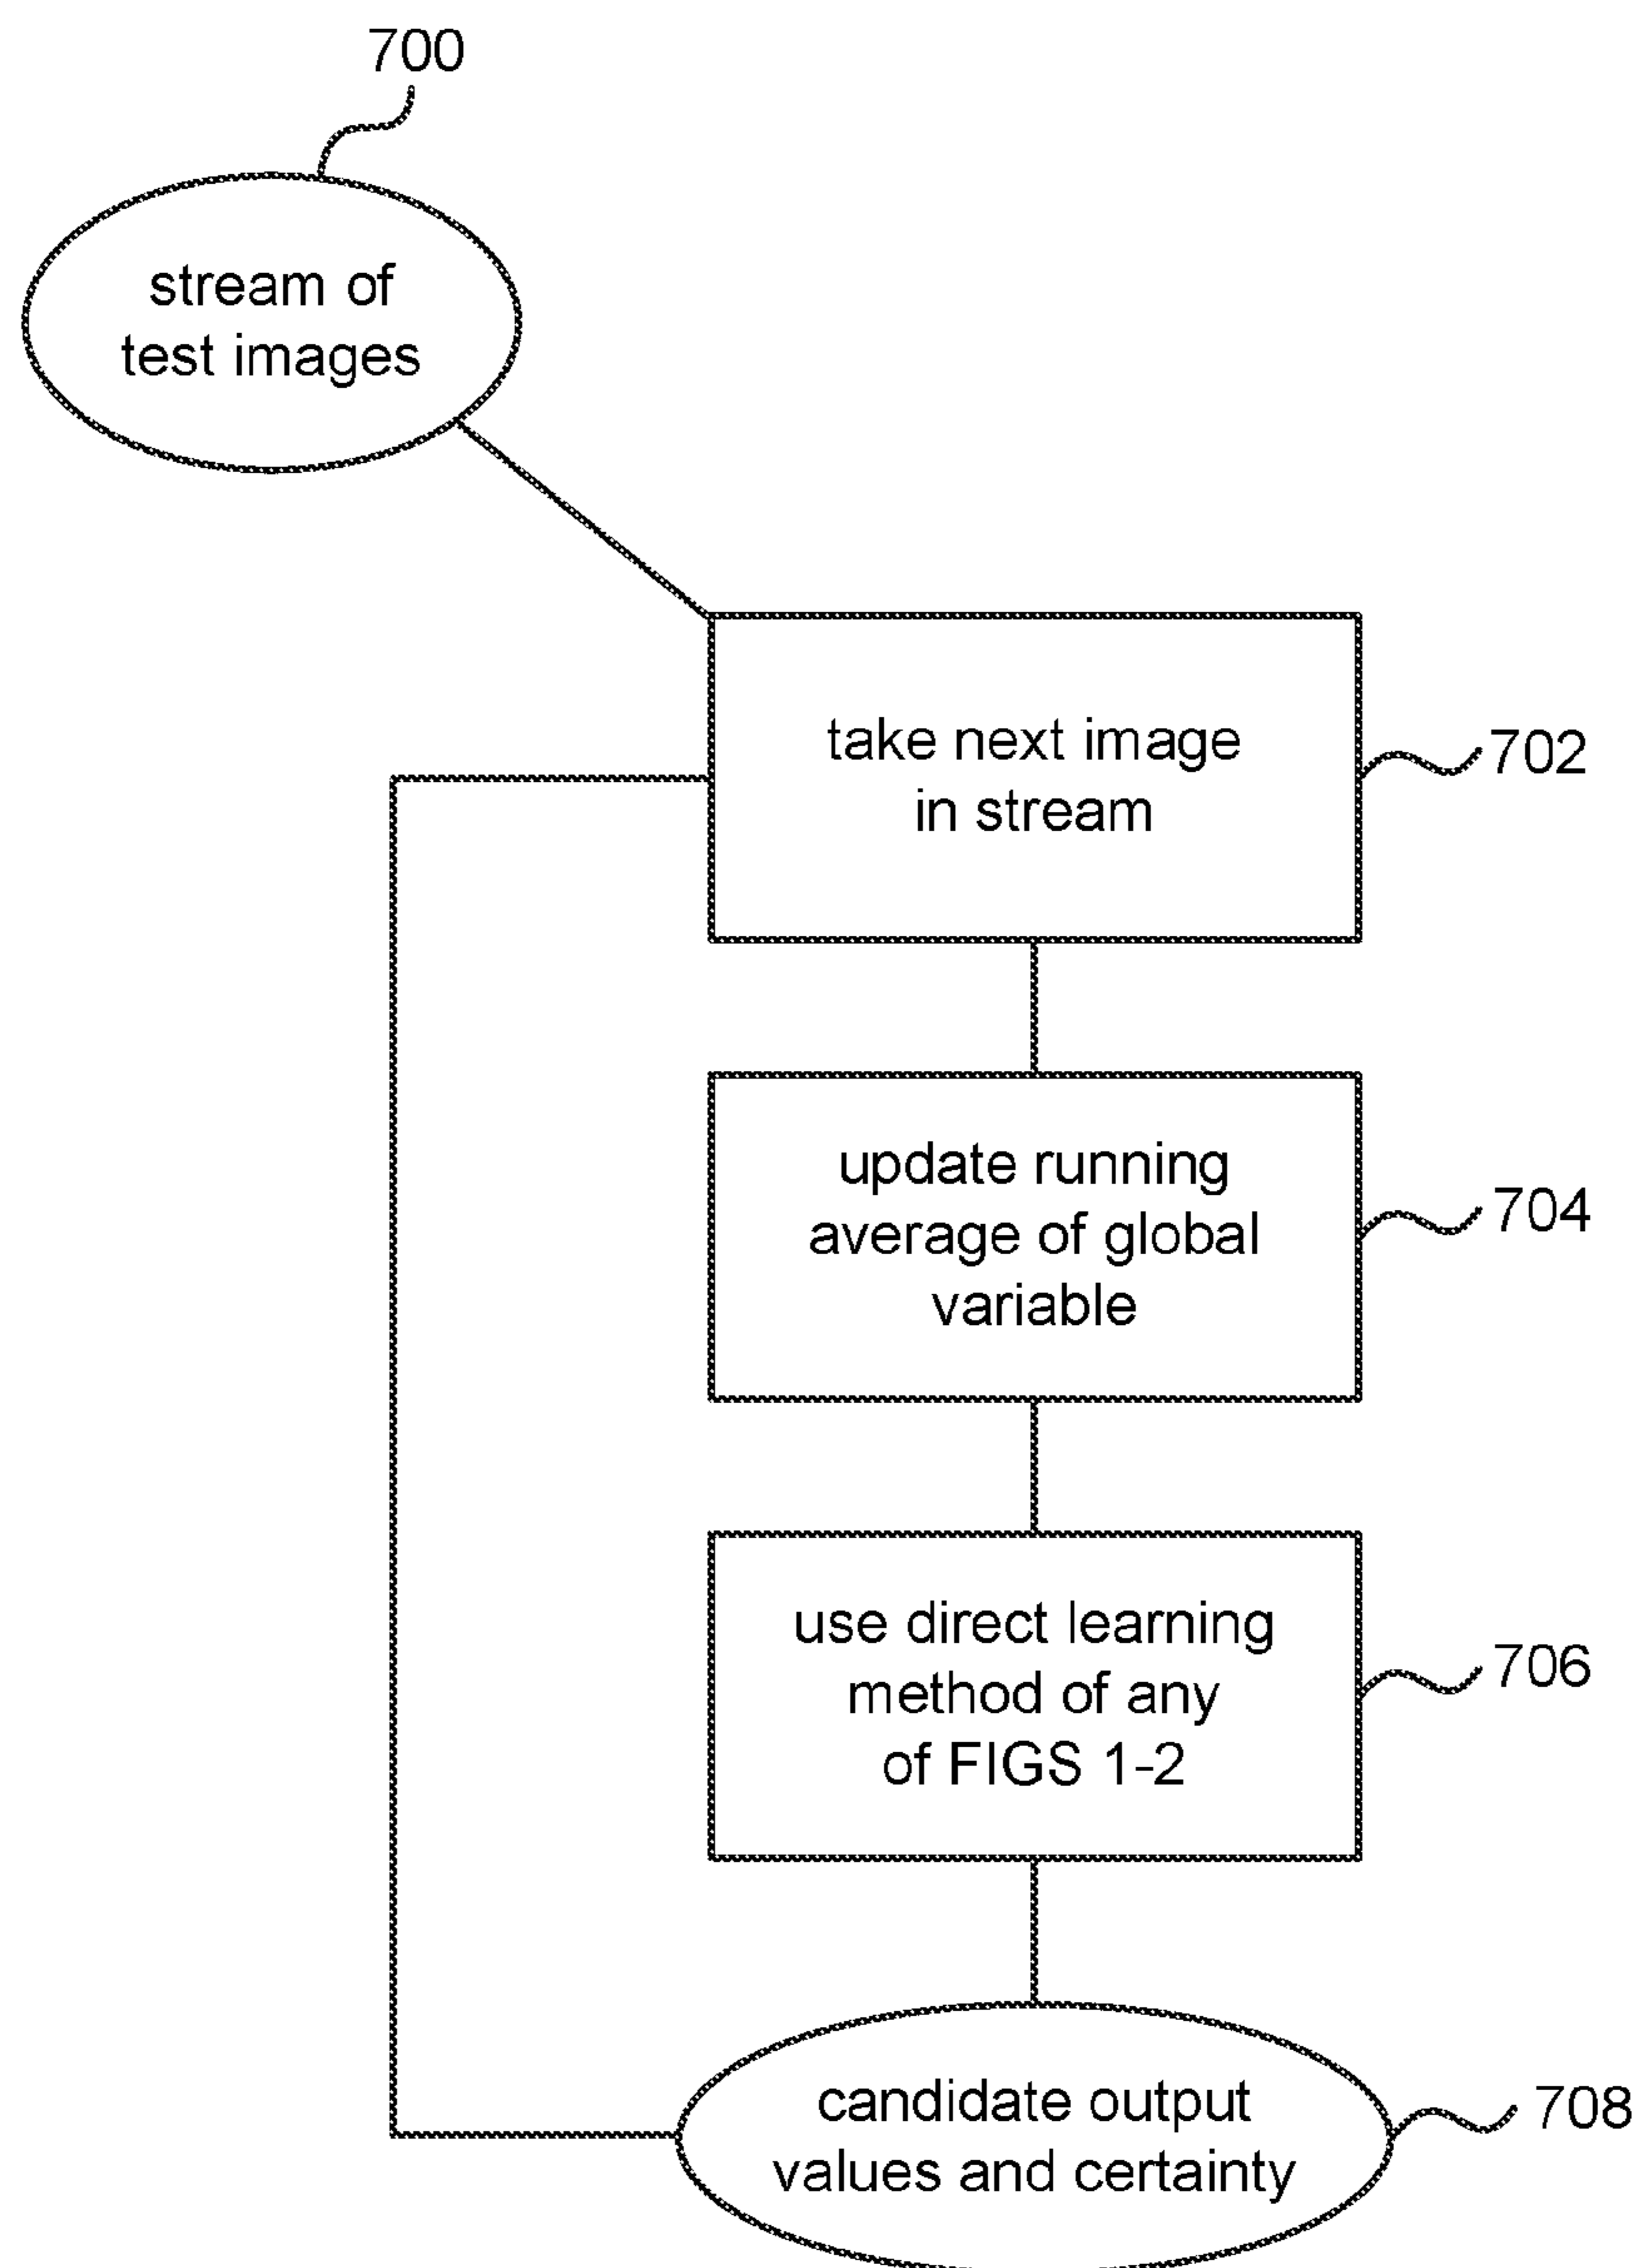 700
stream of
test images
take next image
in stream
702
update running
average of global
variable
704
use direct learning
method of any
of FIGS 1-2
706
candidate output
values and certainty
708